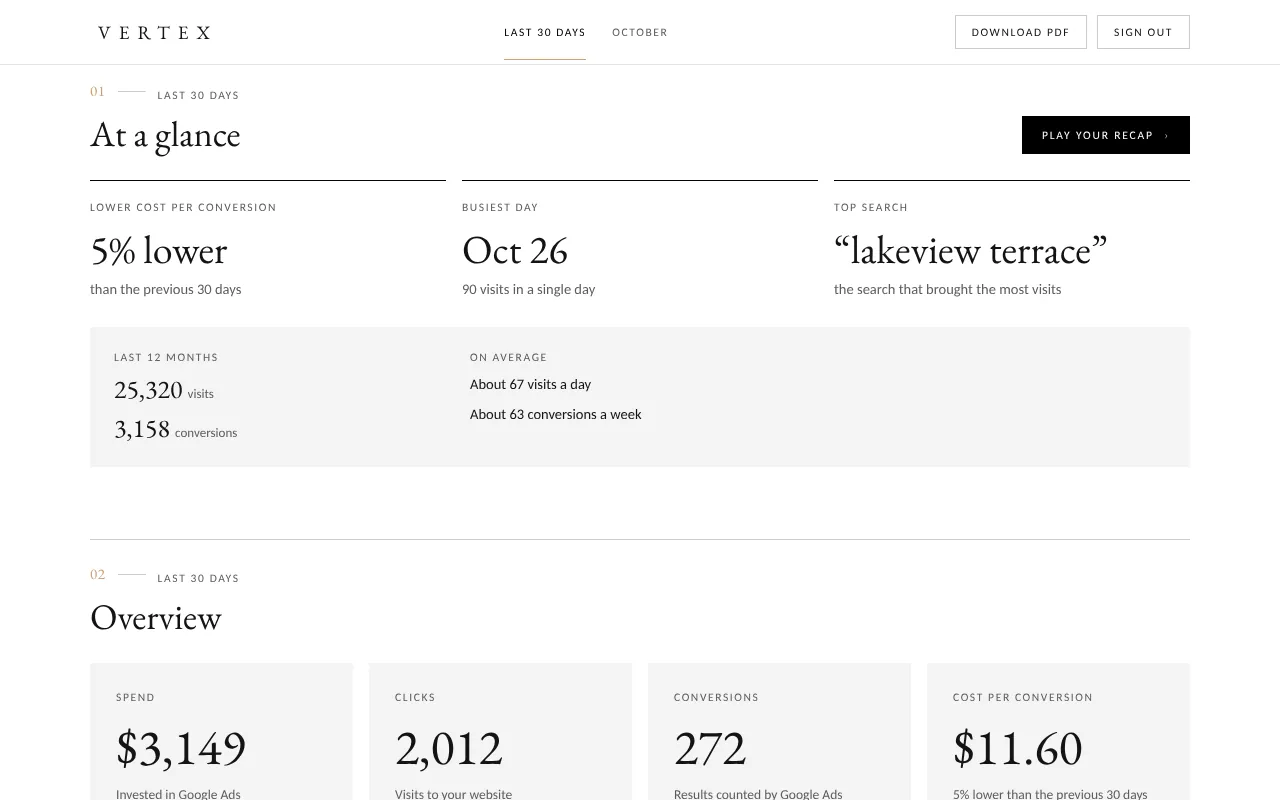 VERTEX
LAST 30 DAYS
OCTOBER
DOWNLOAD PDF
SIGN OUT
01
LAST 30 DAYS
At a glance
PLAY YOUR RECAP ›
LOWER COST PER CONVERSION
5% lower
than the previous 30 days
BUSIEST DAY
Oct 26
90 visits in a single day
TOP SEARCH
“lakeview terrace”
the search that brought the most visits
LAST 12 MONTHS
25,320 visits
3,158 conversions
ON AVERAGE
About 67 visits a day
About 63 conversions a week
02
LAST 30 DAYS
Overview
SPEND
$3,149
Invested in Google Ads
CLICKS
2,012
Visits to your website
CONVERSIONS
272
Results counted by Google Ads
COST PER CONVERSION
$11.60
5% lower than the previous 30 days